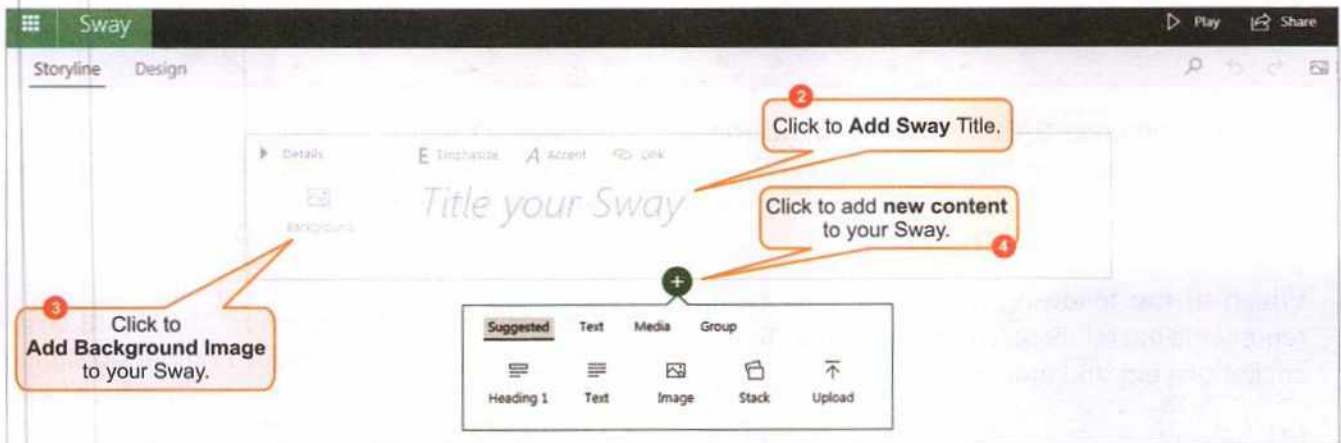 Sway
Play Share
Storyline Design
2
Click to Add Sway Title.
Details E Emphasize A Accent Link
Title your Sway
Background
Click to add new content
to your Sway.
4
3
Click to
Add Background Image
to your Sway.
+
Suggested Text Media Group
Heading 1 Text Image Stack Upload